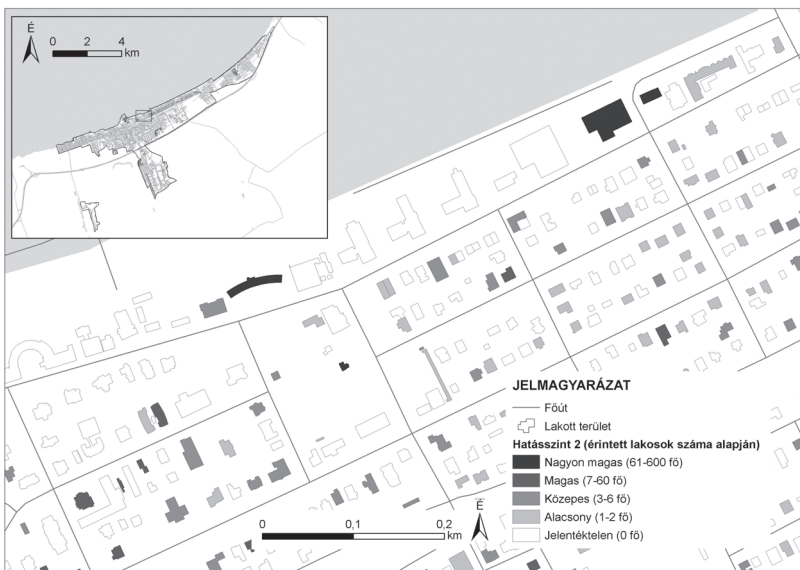 É
0 2 4
km
JELMAGYARÁZAT
Főút
Lakott terület
Hatásszint 2 (érintett lakosok száma alapján)
Nagyon magas (61-600 fő)
Magas (7-60 fő)
Közepes (3-6 fő)
Alacsony (1-2 fő)
Jelentéktelen (0 fő)
0 0,1 0,2
km
É